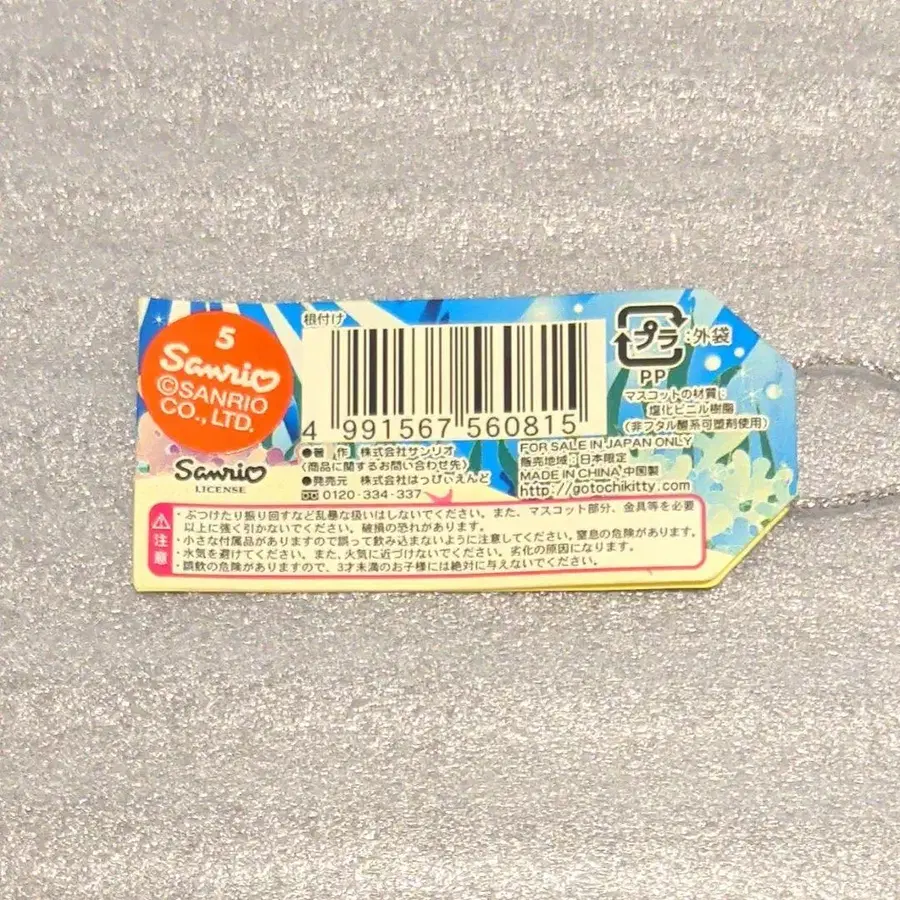 5
Sanrio
©SANRIO
CO., LTD.
Sanrio
LICENSE
根付け
4 991567 560815
●著 作 株式会社サンリオ
(商品に関するお問い合わせ先)
●発売元 株式会社はっぴぃえんど
0120-334-337
プラ :外袋
PP
マスコットの材質:
塩化ビニル樹脂
(非フタル酸系可塑剤使用)
FOR SALE IN JAPAN ONLY
販売地域:日本限定
MADE IN CHINA 中国製
http://gotochikitty.com
注意
・ぶつけたり振り回すなど乱暴な扱いはしないでください。また、マスコット部分、金具等を必要
以上に強く引かないでください。破損の恐れがあります。
・小さな付属品がありますので誤って飲み込まないように注意してください。窒息の危険があります。
・水気を避けてください。また、火気に近づけないでください。劣化の原因になります。
・誤飲の危険がありますので、3才未満のお子様には絶対に与えないでください。